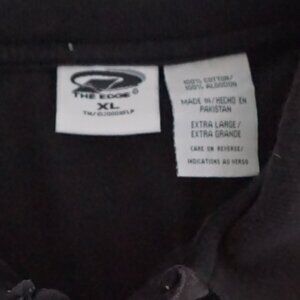 THE EDGE®
XL
100% COTTON/
100% ALGODON
MADE IN/HECHO EN
PAKISTAN
EXTRA LARGE/
EXTRA GRANDE
CARE ON REVERSE/
INDICATIONS AU VERSO